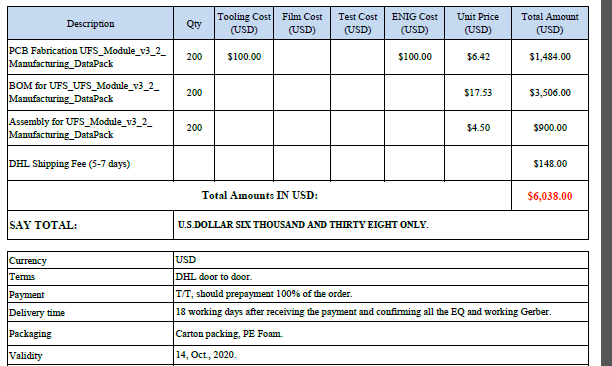 Description Qty Tooling Cost (USD) Film Cost (USD) Test Cost (USD) ENIG Cost (USD) Unit Price (USD) Total Amount (USD)
PCB Fabrication UFS_Module_v3_2_
Manufacturing_DataPack 200 $100.00 $100.00 $6.42 $1,484.00
BOM for UFS_UFS_Module_v3_2_
Manufacturing_DataPack 200 $17.53 $3,506.00
Assembly for UFS_Module_v3_2_
Manufacturing_DataPack 200 $4.50 $900.00
DHL Shipping Fee (5-7 days) $148.00
Total Amounts IN USD: $6,038.00
SAY TOTAL: U.S.DOLLAR SIX THOUSAND AND THIRTY EIGHT ONLY.
Currency USD
Terms DHL door to door.
Payment T/T, should prepayment 100% of the order.
Delivery time 18 working days after receiving the payment and confirming all the EQ and working Gerber.
Packaging Carton packing, PE Foam.
Validity 14, Oct., 2020.